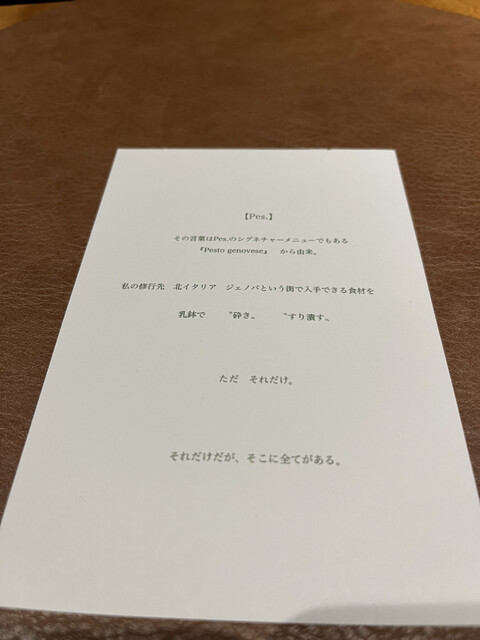 【Pes.】
その言葉はPes.のシグネチャーメニューでもある
『Pesto genovese』　から由来。
私の修行先　北イタリア　ジェノバという街で入手できる食材を
乳鉢で　〝砕き〟　〝すり潰す〟
ただ　それだけ。
それだけだが、そこに全てがある。